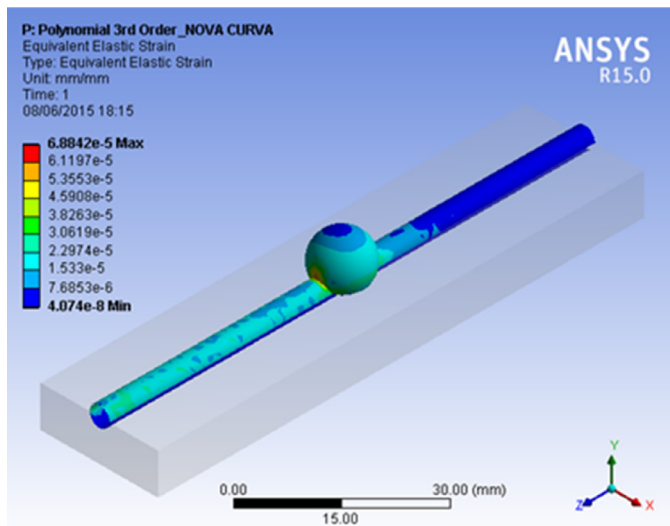 P: Polynomial 3rd Order_NOVA CURVA
Equivalent Elastic Strain
Type: Equivalent Elastic Strain
Unit: mm/mm
Time: 1
08/06/2015 18:15
ANSYS
R15.0
6.8842e-5 Max
6.1197e-5
5.3553e-5
4.5908e-5
3.8263e-5
3.0619e-5
2.2974e-5
1.533e-5
7.6853e-6
4.074e-8 Min
0.00 30.00 (mm)
15.00
Y
Z X